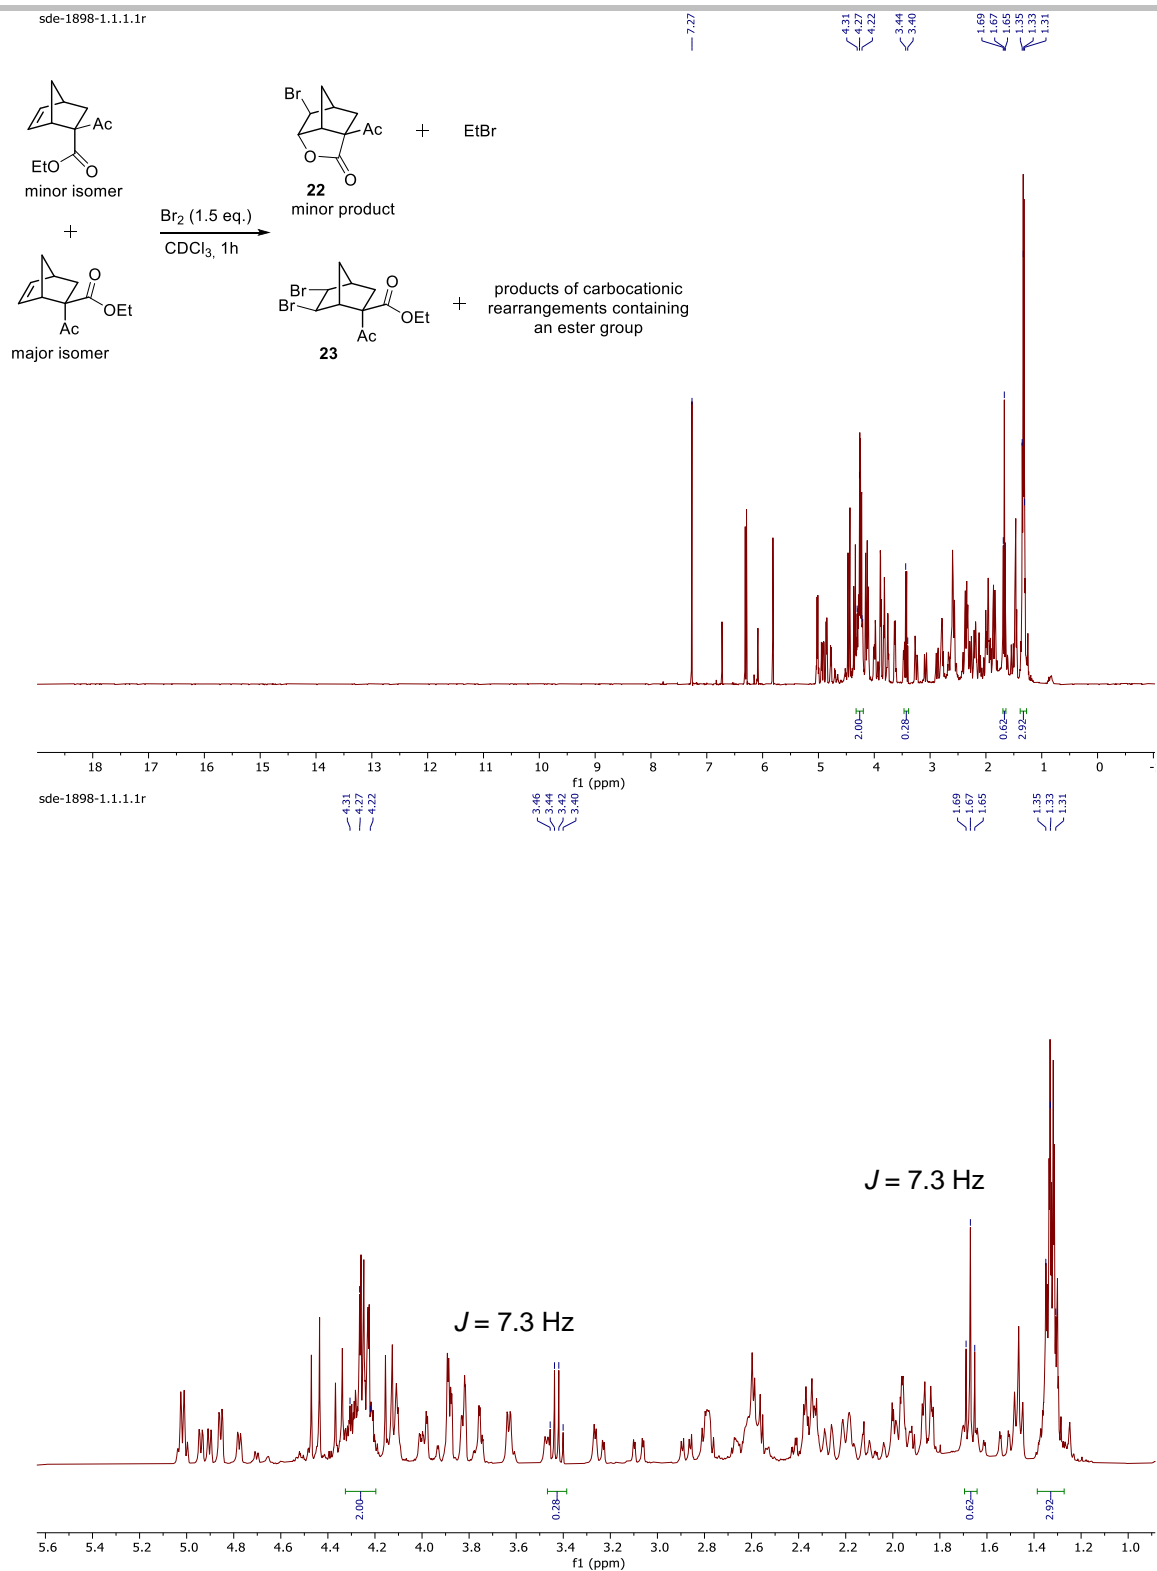 sde-1898-1.1.1.1r
7.27
4.31
4.27
4.22
3.44
3.40
1.69
1.67
1.65
1.35
1.33
1.31
Ac
EtO
O
minor isomer
+
O
OEt
Ac
major isomer
Br2 (1.5 eq.)
CDCl3, 1h
Br
Ac
O
O
22
minor product
+
EtBr
Br
Br
O
OEt
Ac
23
+
products of carbocationic
rearrangements containing
an ester group
2.00
0.28
0.62
2.92
18 17 16 15 14 13 12 11 10 9 8 7 6 5 4 3 2 1 0 -
f1 (ppm)
sde-1898-1.1.1.1r
4.31
4.27
4.22
3.46
3.44
3.42
3.40
1.69
1.67
1.65
1.35
1.33
1.31
J = 7.3 Hz
J = 7.3 Hz
2.00
0.28
0.62
2.92
5.6 5.4 5.2 5.0 4.8 4.6 4.4 4.2 4.0 3.8 3.6 3.4 3.2 3.0 2.8 2.6 2.4 2.2 2.0 1.8 1.6 1.4 1.2 1.0
f1 (ppm)